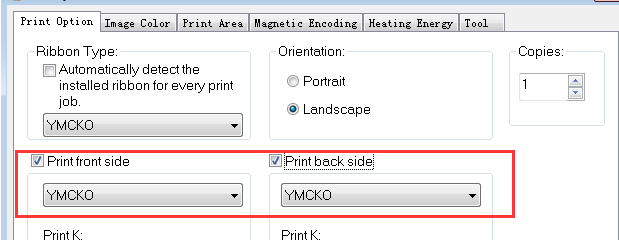 Print Option Image Color Print Area Magnetic Encoding Heating Energy Tool
Ribbon Type:
Automatically detect the
installed ribbon for every print
job.
YMCKO
Orientation:
Portrait
Landscape
Copies:
1
Print front side
YMCKO
Print back side
YMCKO
Print K:
Print K: